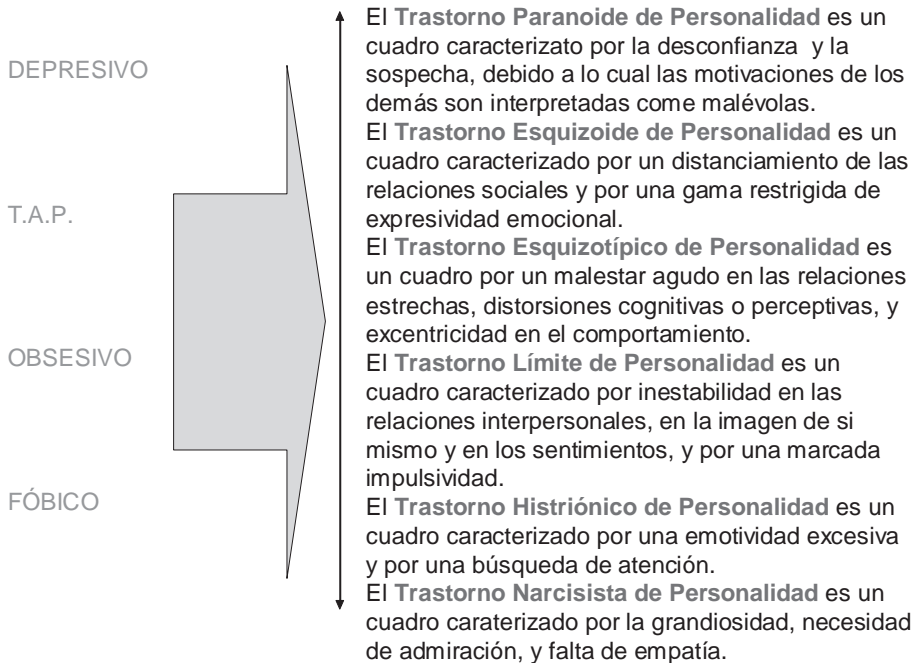 DEPRESIVO
T.A.P.
OBSESIVO
FÓBICO
El Trastorno Paranoide de Personalidad es un
cuadro caracterizato por la desconfianza y la
sospecha, debido a lo cual las motivaciones de los
demás son interpretadas come malévolas.
El Trastorno Esquizoide de Personalidad es un
cuadro caracterizado por un distanciamiento de las
relaciones sociales y por una gama restrigida de
expresividad emocional.
El Trastorno Esquizotípico de Personalidad es
un cuadro por un malestar agudo en las relaciones
estrechas, distorsiones cognitivas o perceptivas, y
excentricidad en el comportamiento.
El Trastorno Límite de Personalidad es un
cuadro caracterizado por inestabilidad en las
relaciones interpersonales, en la imagen de si
mismo y en los sentimientos, y por una marcada
impulsividad.
El Trastorno Histriónico de Personalidad es un
cuadro caracterizado por una emotividad excesiva
y por una búsqueda de atención.
El Trastorno Narcisista de Personalidad es un
cuadro caraterizado por la grandiosidad, necesidad
de admiración, y falta de empatía.